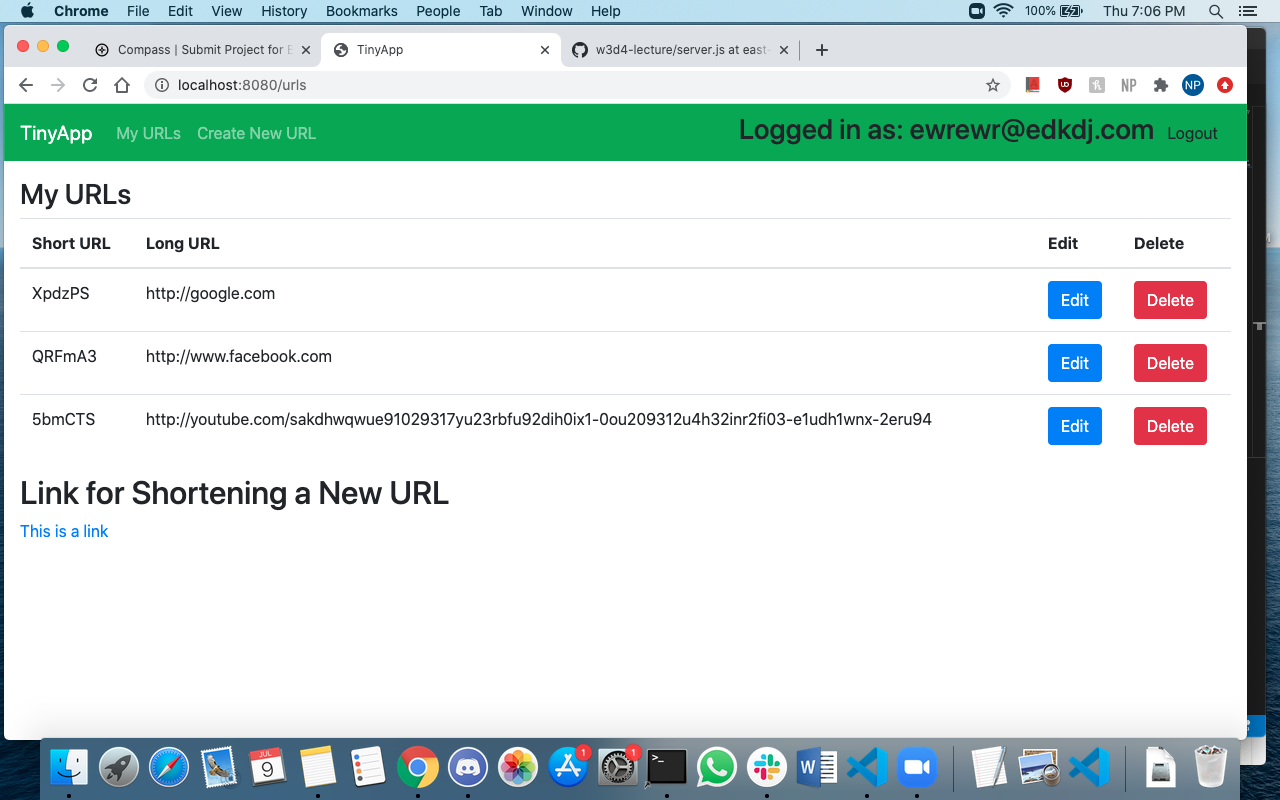 Chrome File Edit View History Bookmarks People Tab Window Help 100% Thu 7:06 PM
Compass | Submit Project for E TinyApp w3d4-lecture/server.js at east-
localhost:8080/urls NP NP
TinyApp My URLs Create New URL Logged in as: ewrewr@edkdj.com Logout
My URLs
Short URL Long URL Edit Delete
XpdzPS http://google.com Edit Delete
QRFmA3 http://www.facebook.com Edit Delete
5bmCTS http://youtube.com/sakdhwqwue91029317yu23rbfu92dih0ix1-0ou209312u4h32inr2fi03-e1udh1wnx-2eru94 Edit Delete
Link for Shortening a New URL
This is a link
JUL
9
1
1